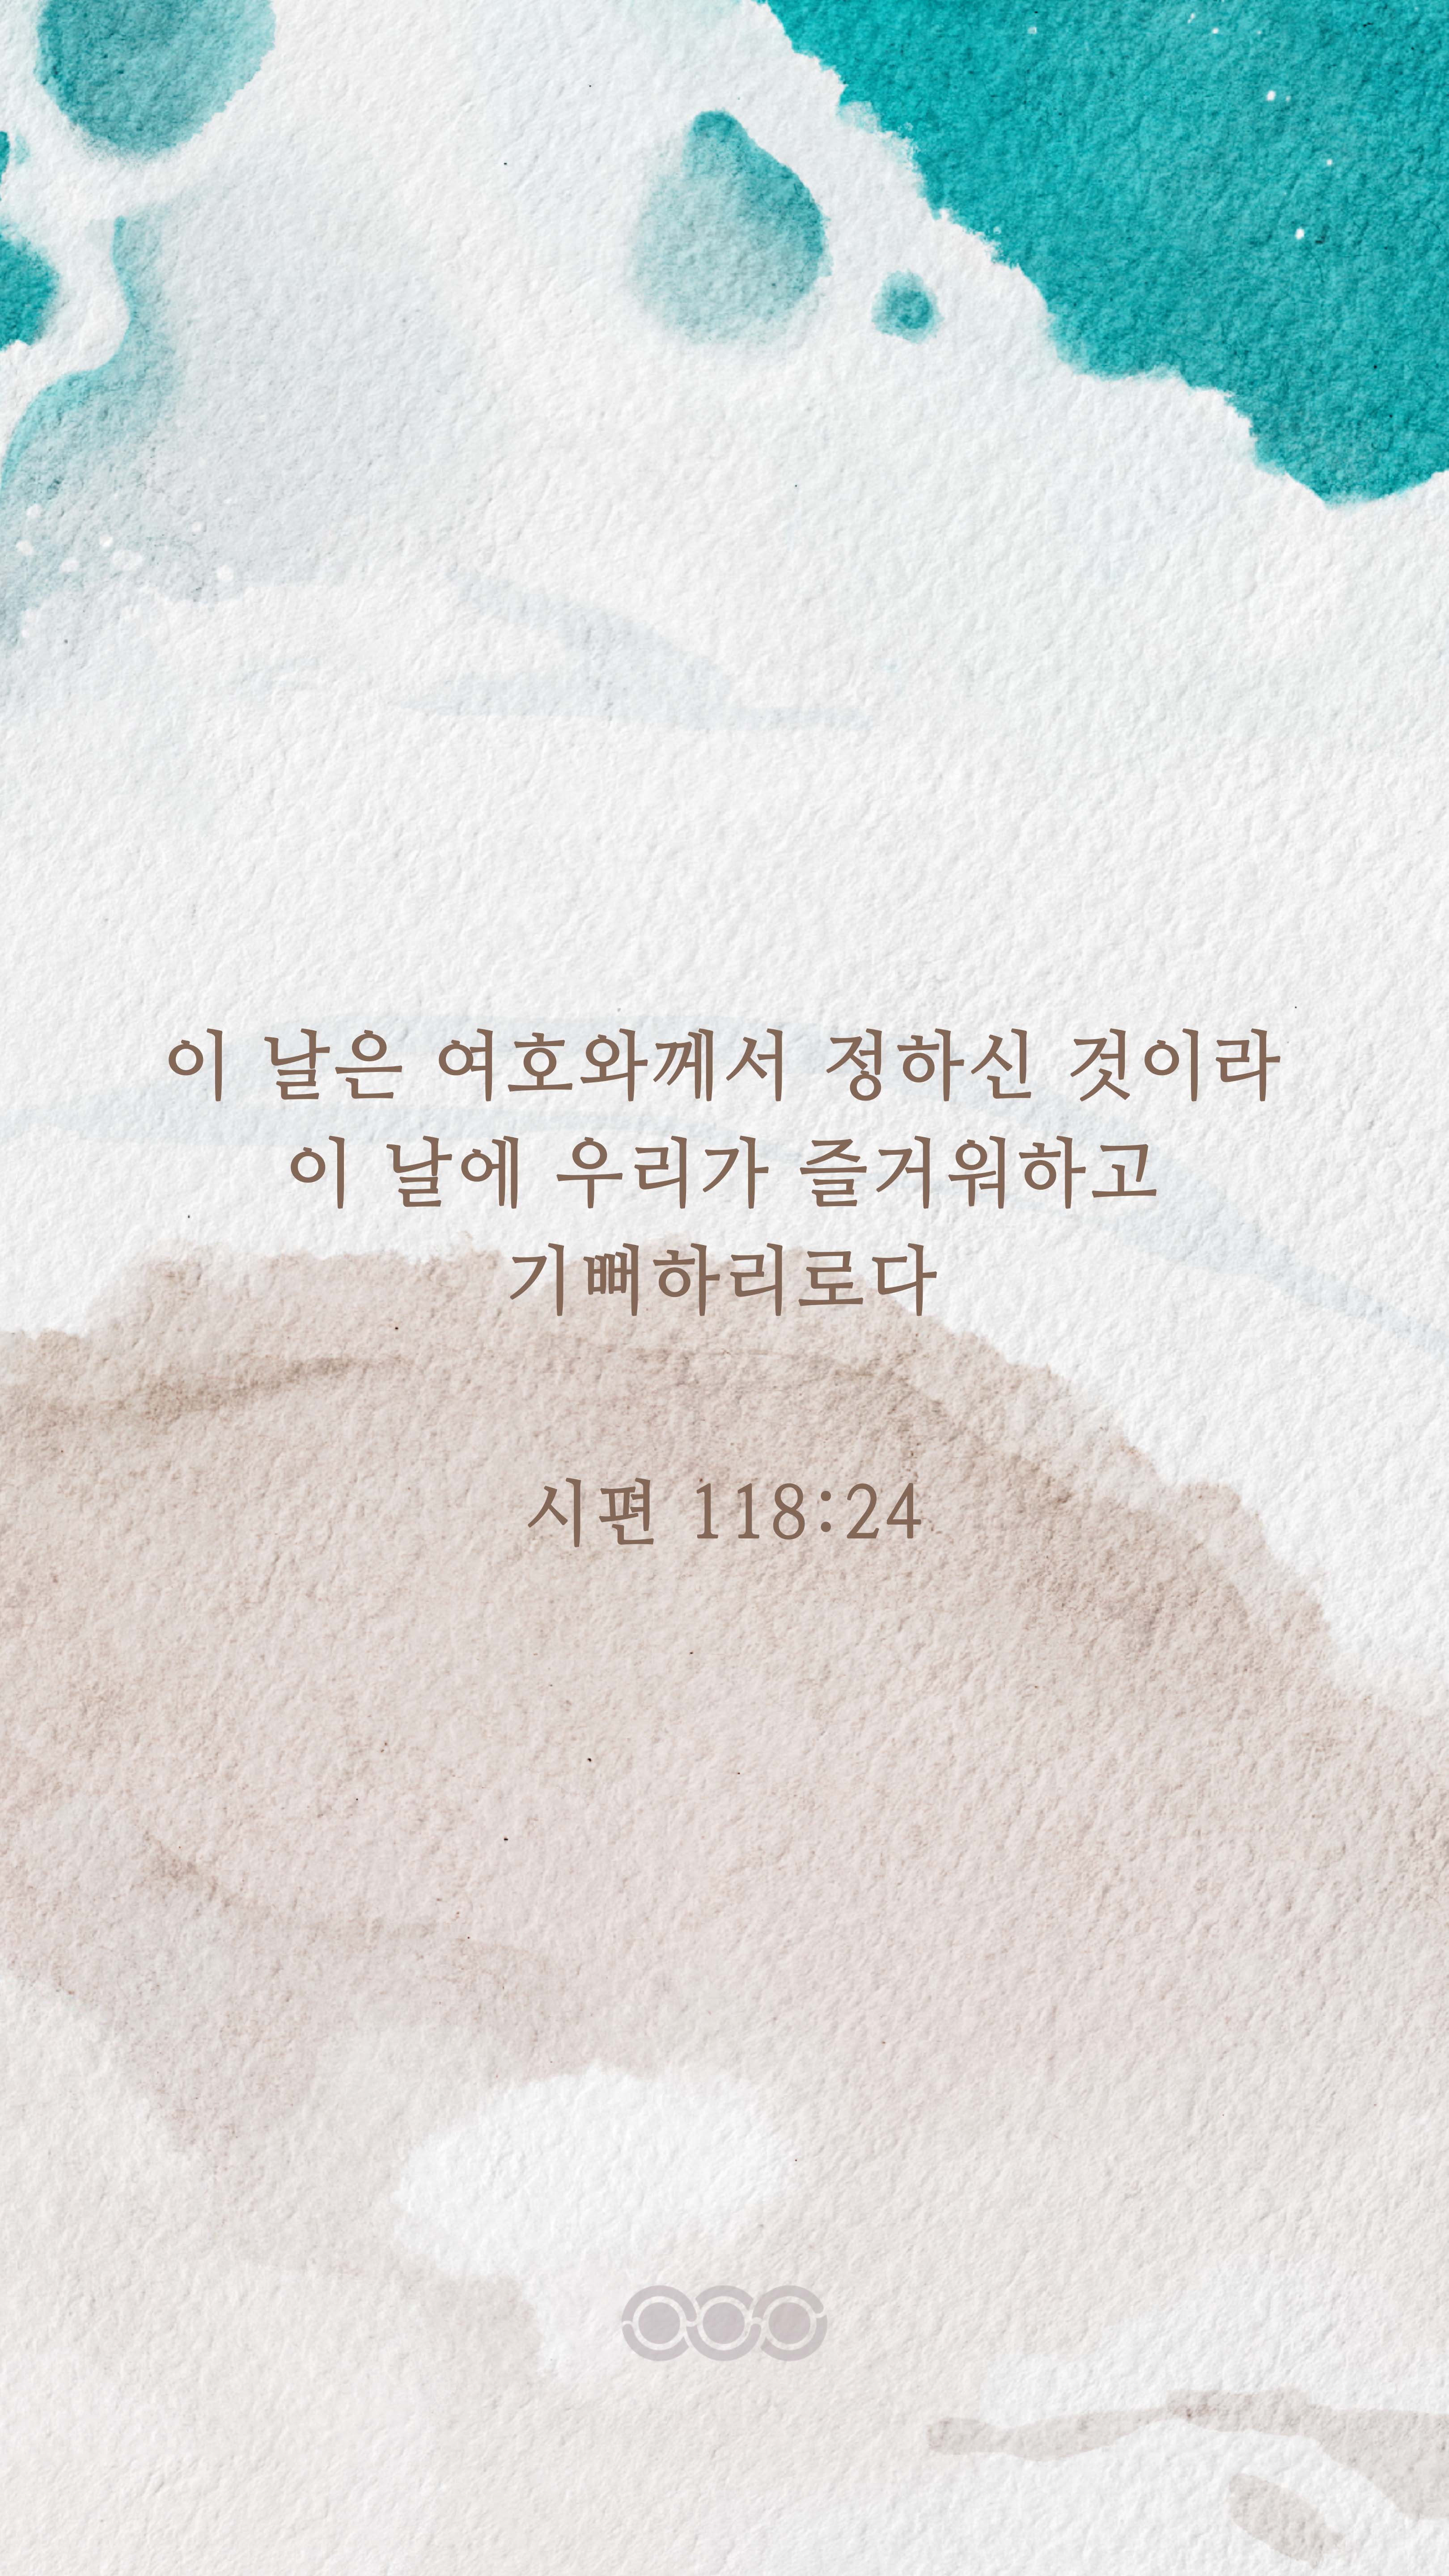 이 날은 여호와께서 정하신 것이라
이 날에 우리가 즐거워하고
기뻐하리로다
시편 118:24